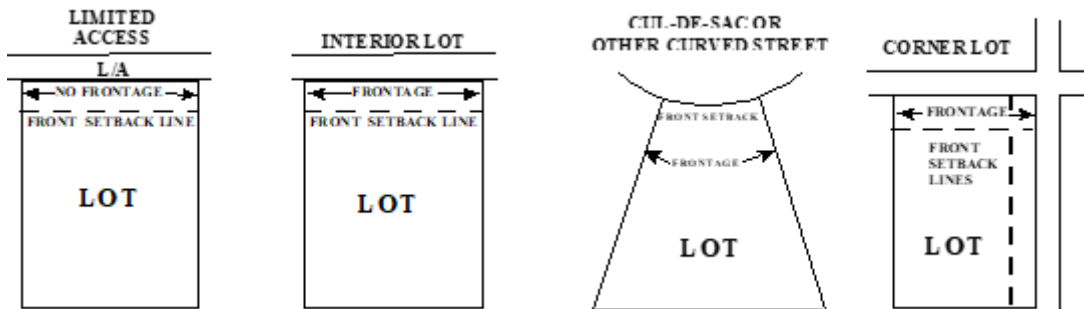 LIMITED
ACCESS
L/A
NO FRONTAGE
FRONT SETBACK LINE
LOT
INTERIOR LOT
FRONTAGE
FRONT SETBACK LINE
LOT
CUL-DE-SAC OR
OTHER CURVED STREET
FRONT SETBACK
FRONTAGE
LOT
CORNER LOT
FRONTAGE
FRONT
SETBACK
LINES
LOT